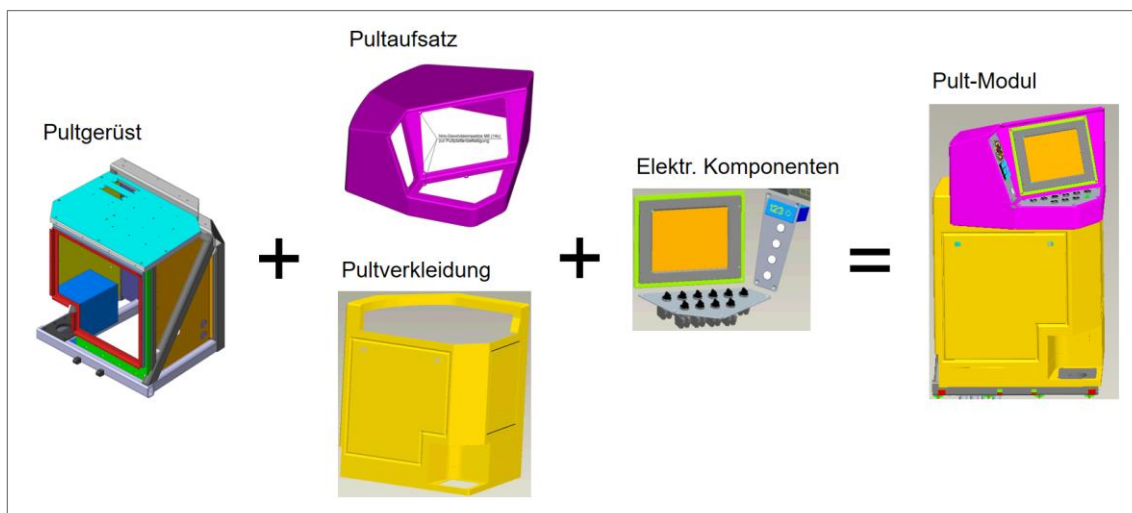 Pultaufsatz
Pult-Modul
Pultgerüst
+
Elektr. Komponenten
+
=
Pultverkleidung
123